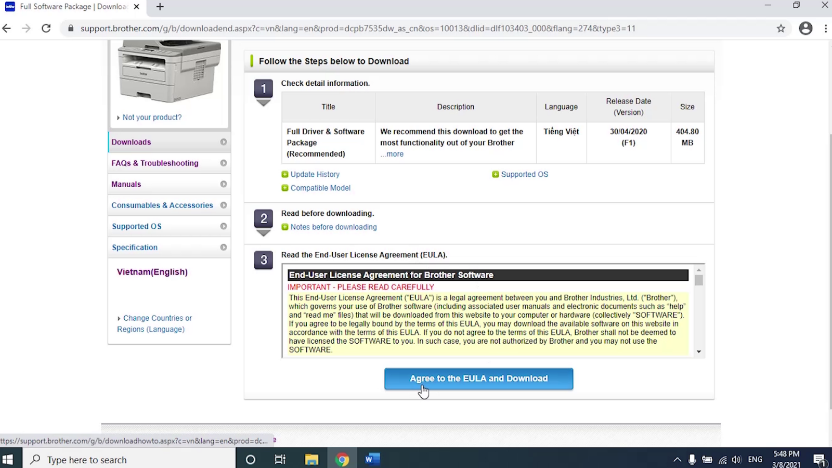 Full Software Package | Brother
support.brother.com/g/b/downloadend.aspx?c=vn&lang=en&prod=dcpb7535dw_as_cn&os=10013&dlid=dlf103403_000&flang=274&type3=11
Not your product?
Downloads
FAQs & Troubleshooting
Manuals
Consumables & Accessories
Supported OS
Specification
Vietnam(English)
Change Countries or
Regions (Language)
Follow the Steps below to Download
1
Check detail information.
Title Description Language Release Date (Version) Size
Full Driver & Software Package (Recommended) We recommend this download to get the most functionality out of your Brother ...more Tiếng Việt 30/04/2020 (F1) 404.80 MB
Update History
Supported OS
Compatible Model
2
Read before downloading.
Notes before downloading
3
Read the End-User License Agreement (EULA).
End-User License Agreement for Brother Software
IMPORTANT - PLEASE READ CAREFULLY
This End-User License Agreement ("EULA") is a legal agreement between you and Brother Industries, Ltd. ("Brother"),
which governs your use of Brother software (including associated user manuals and electronic documents such as "help"
and "read me" files) that will be downloaded from this website to your computer or hardware (collectively "SOFTWARE").
If you agree to be legally bound by the terms of this EULA, you may download the available software on this website in
accordance with the terms of this EULA. If you do not agree to the terms of this EULA, Brother shall not be deemed to
have licensed the SOFTWARE to you. In such case, you are not authorized by Brother and you may not use the
SOFTWARE.
Agree to the EULA and Download
https://support.brother.com/g/b/downloadhowto.aspx?c=vn&lang=en&prod=dc...
Type here to search
ENG
5:48 PM
3/8/2021